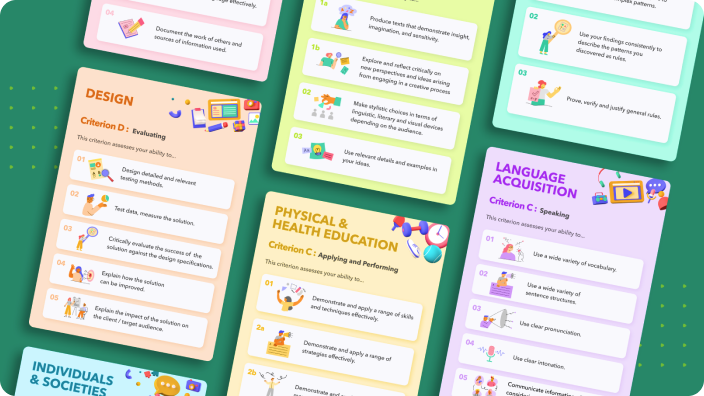 04
Document the work of others and
sources of information used.
DESIGN
Criterion D : Evaluating
This criterion assesses your ability to...
01
Design detailed and relevant
testing methods.
02
Test data, measure the solution.
03
Critically evaluate the success of the
solution against the design specifications.
04
Explain how the solution
can be improved.
05
Explain the impact of the solution on
the client / target audience.
INDIVIDUALS
& SOCIETIES
1a
Produce texts that demonstrate insight,
imagination, and sensitivity.
1b
Explore and reflect critically on
new perspectives and ideas arising
from engaging in a creative process
02
Make stylistic choices in terms of
linguistic, literary and visual devices
depending on the audience.
03
Use relevant details and examples in
your ideas.
PHYSICAL &
HEALTH EDUCATION
Criterion C : Applying and Performing
This criterion assesses your ability to...
01
Demonstrate and apply a range of skills
and techniques effectively.
2a
Demonstrate and apply a range of
strategies effectively.
2b
Demonstrate and
02
Use your findings consistently to
describe the patterns you
discovered as rules.
03
Prove, verify and justify general rules.
LANGUAGE
ACQUISITION
Criterion C : Speaking
This criterion assesses your ability to...
01
Use a wide variety of vocabulary.
02
Use a wide variety of
sentence structures.
03
Use clear pronunciation.
04
Use clear intonation.
05
Communicate